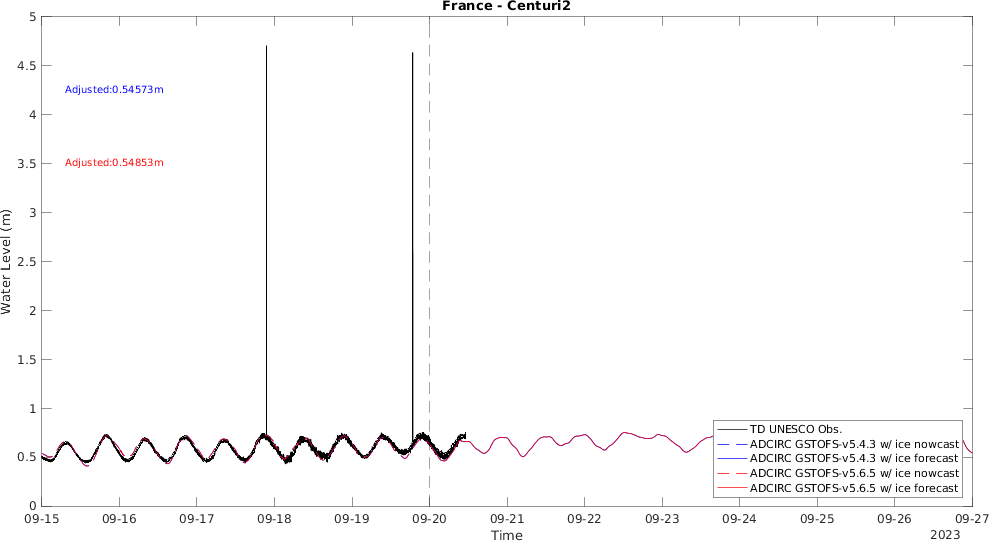 France - Centuri2
5
4.5
4
3.5
3
2.5
2
1.5
1
0.5
0
Water Level (m)
Adjusted:0.54573m
Adjusted:0.54853m
TD UNESCO Obs.
ADCIRC GSTOFS-v5.4.3 w/ ice nowcast
ADCIRC GSTOFS-v5.4.3 w/ ice forecast
ADCIRC GSTOFS-v5.6.5 w/ ice nowcast
ADCIRC GSTOFS-v5.6.5 w/ ice forecast
09-15 09-16 09-17 09-18 09-19 09-20 09-21 09-22 09-23 09-24 09-25 09-26 09-27
Time
2023